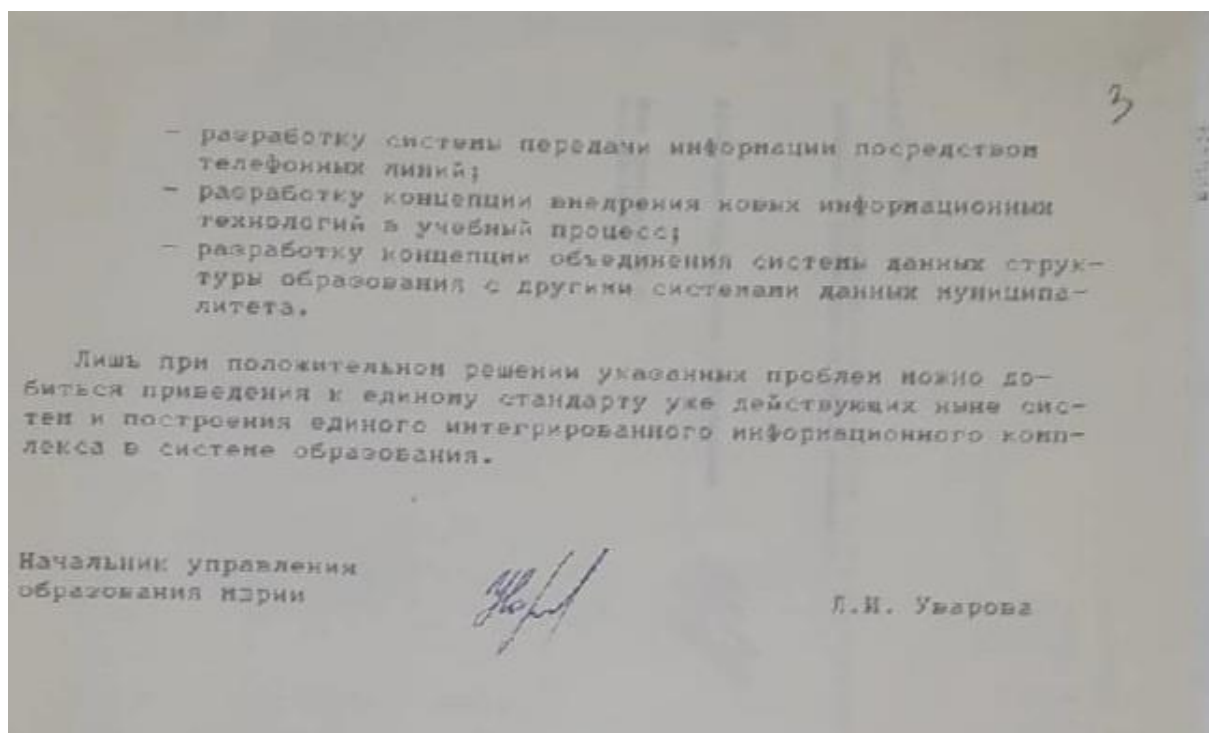 3
- разработку системы передачи информации посредством
телефонных линий;
- разработку концепции внедрения новых информационных
технологий в учебный процесс;
- разработку концепции объединения системы данных струк-
туры образования с другими системами данных муниципа-
литета.
Лишь при положительном решении указанных проблем можно до-
биться приведения к единому стандарту уже действующих ныне сис-
тем и построения единого интегрированного информационного комп-
лекса в системе образования.
Начальник управления
образования мэрии
Л.И. Уварова